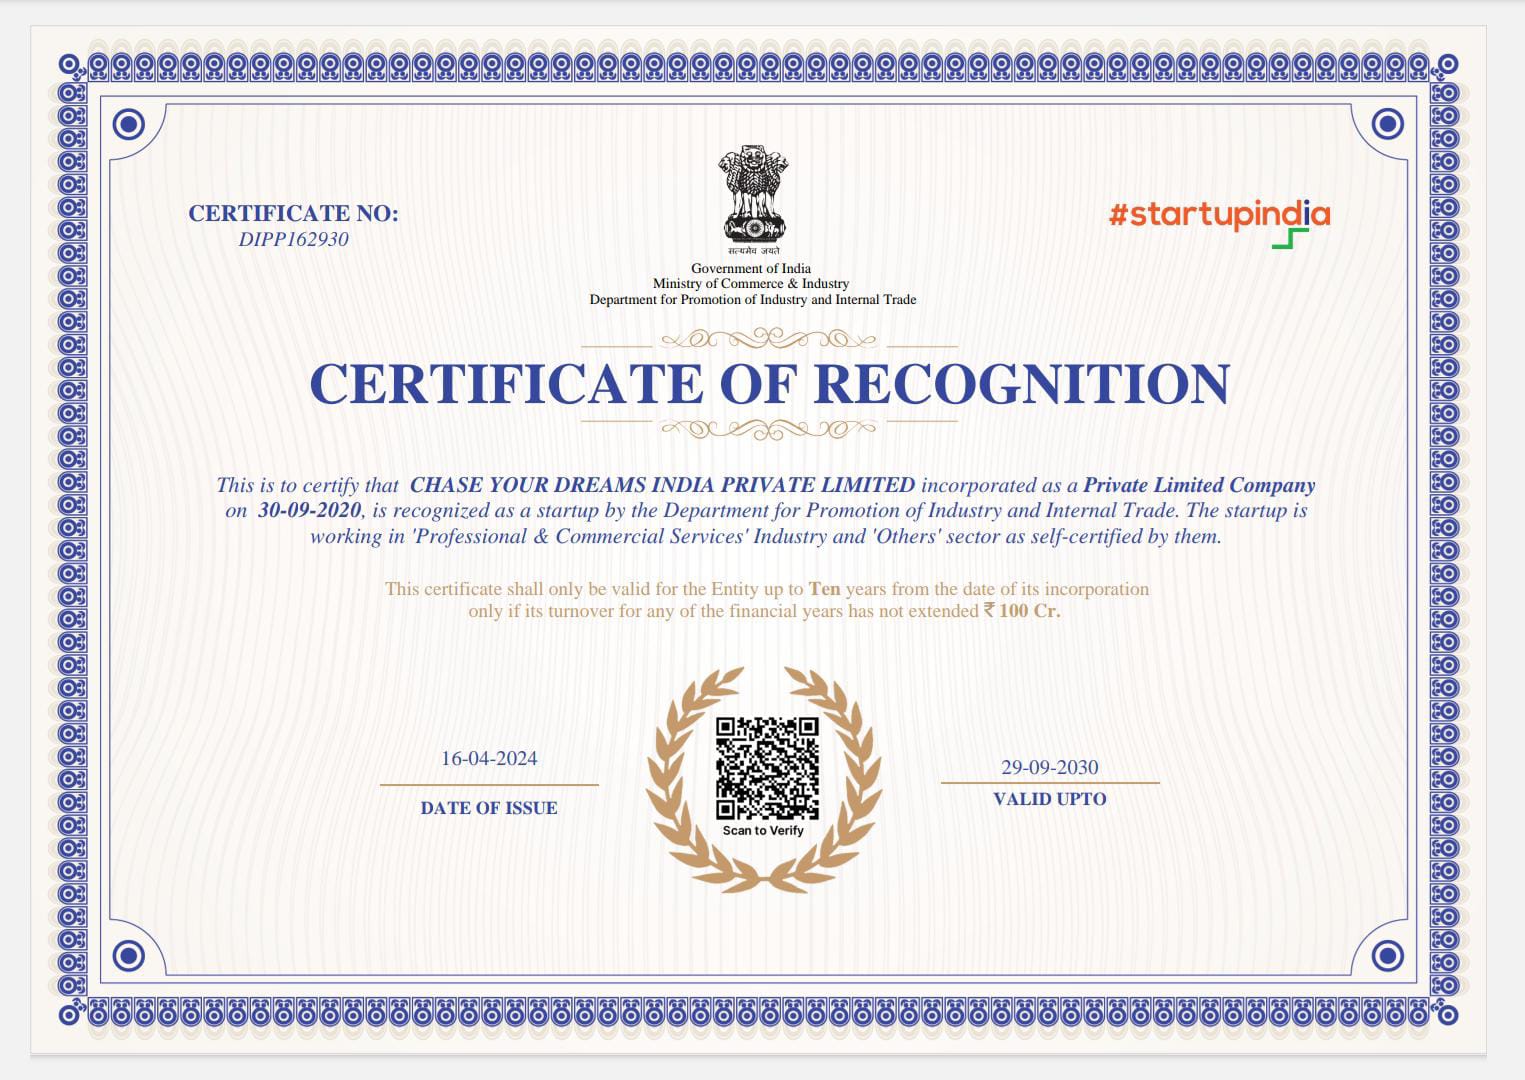 CERTIFICATE NO:
DIPP162930
सत्यमेव जयते
Government of India
Ministry of Commerce & Industry
Department for Promotion of Industry and Internal Trade
#startupindia
CERTIFICATE OF RECOGNITION
This is to certify that CHASE YOUR DREAMS INDIA PRIVATE LIMITED incorporated as a Private Limited Company
on 30-09-2020, is recognized as a startup by the Department for Promotion of Industry and Internal Trade. The startup is
working in 'Professional & Commercial Services' Industry and 'Others' sector as self-certified by them.
This certificate shall only be valid for the Entity up to Ten years from the date of its incorporation
only if its turnover for any of the financial years has not extended ₹ 100 Cr.
16-04-2024
DATE OF ISSUE
Scan to Verify
29-09-2030
VALID UPTO